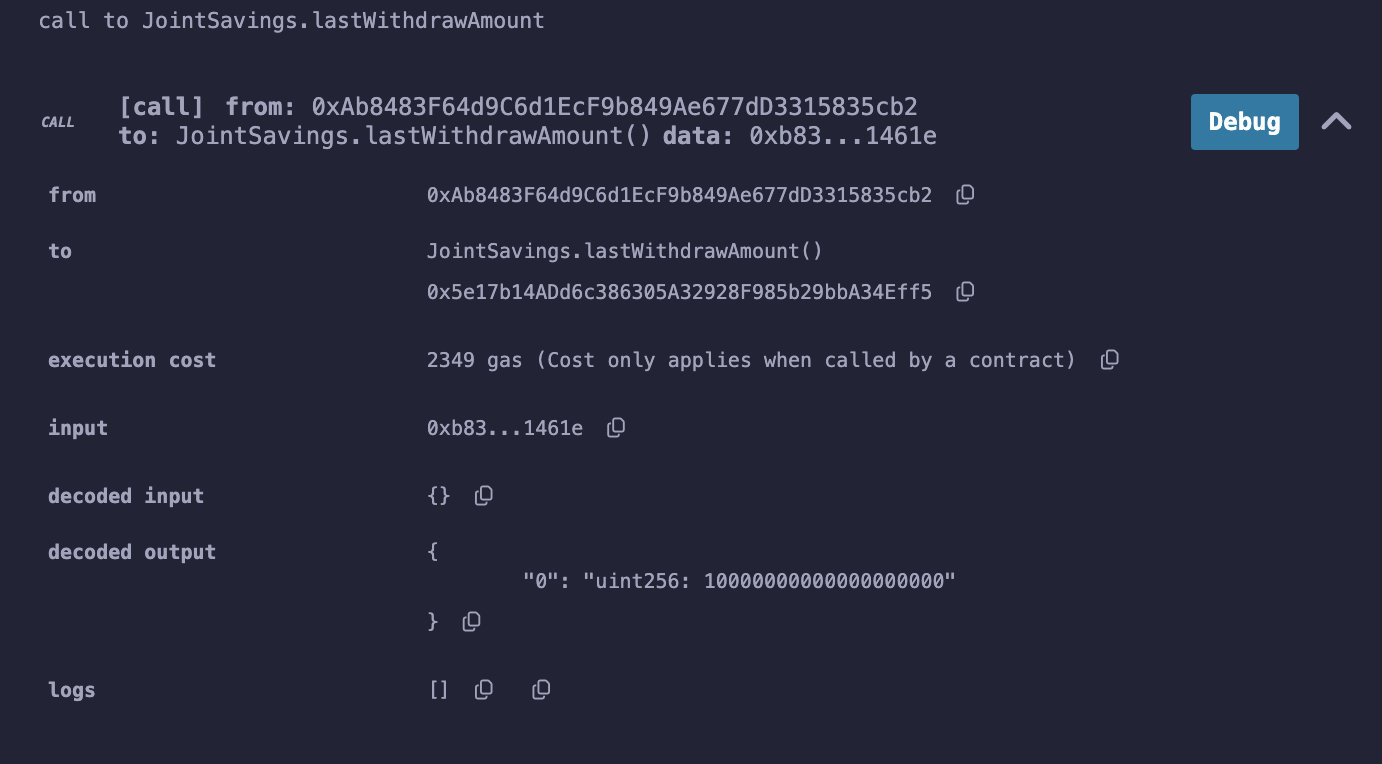 call to JointSavings.lastWithdrawAmount
CALL
[call] from: 0xAb8483F64d9C6d1EcF9b849Ae677dD3315835cb2
to: JointSavings.lastWithdrawAmount() data: 0xb83...1461e
Debug
from 0xAb8483F64d9C6d1EcF9b849Ae677dD3315835cb2
to JointSavings.lastWithdrawAmount()
0x5e17b14ADd6c386305A32928F985b29bbA34Eff5
execution cost 2349 gas (Cost only applies when called by a contract)
input 0xb83...1461e
decoded input {}
decoded output {
"0": "uint256: 10000000000000000000"
}
logs []